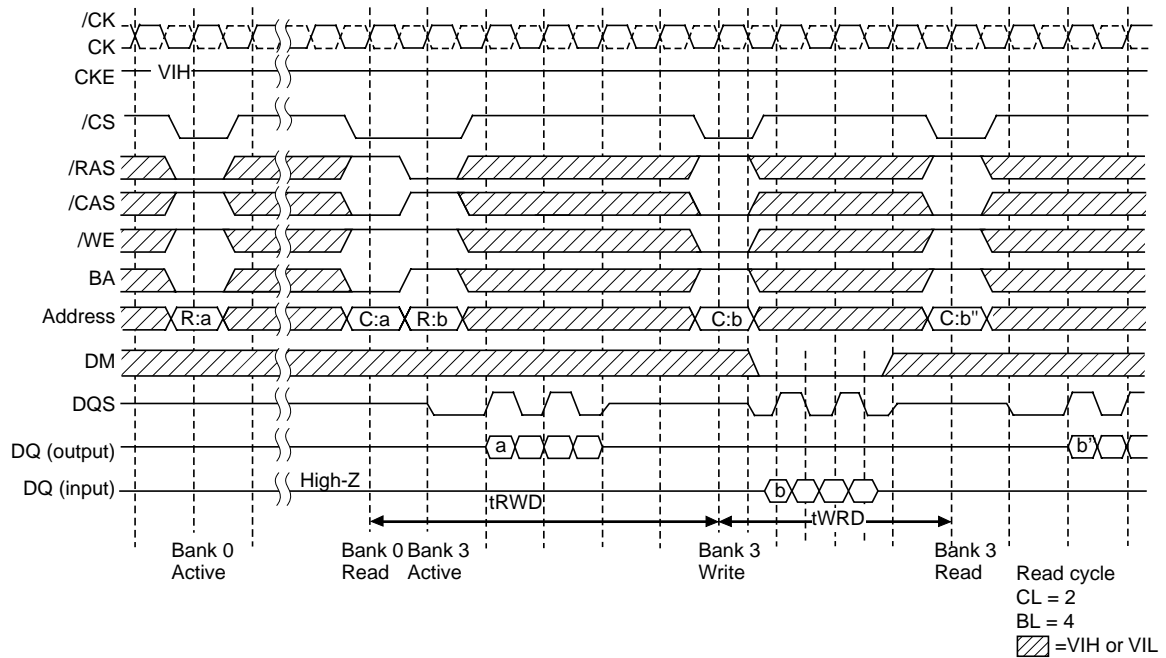 /CK
CK
CKE
VIH
/CS
/RAS
/CAS
/WE
BA
Address
R:a
C:a
R:b
C:b
C:b"
DM
DQS
DQ (output)
a
b"
DQ (input)
High-Z
b
tRWD
tWRD
Bank 0
Active
Bank 0
Read
Bank 3
Active
Bank 3
Write
Bank 3
Read
Read cycle
CL = 2
BL = 4
=VIH or VIL